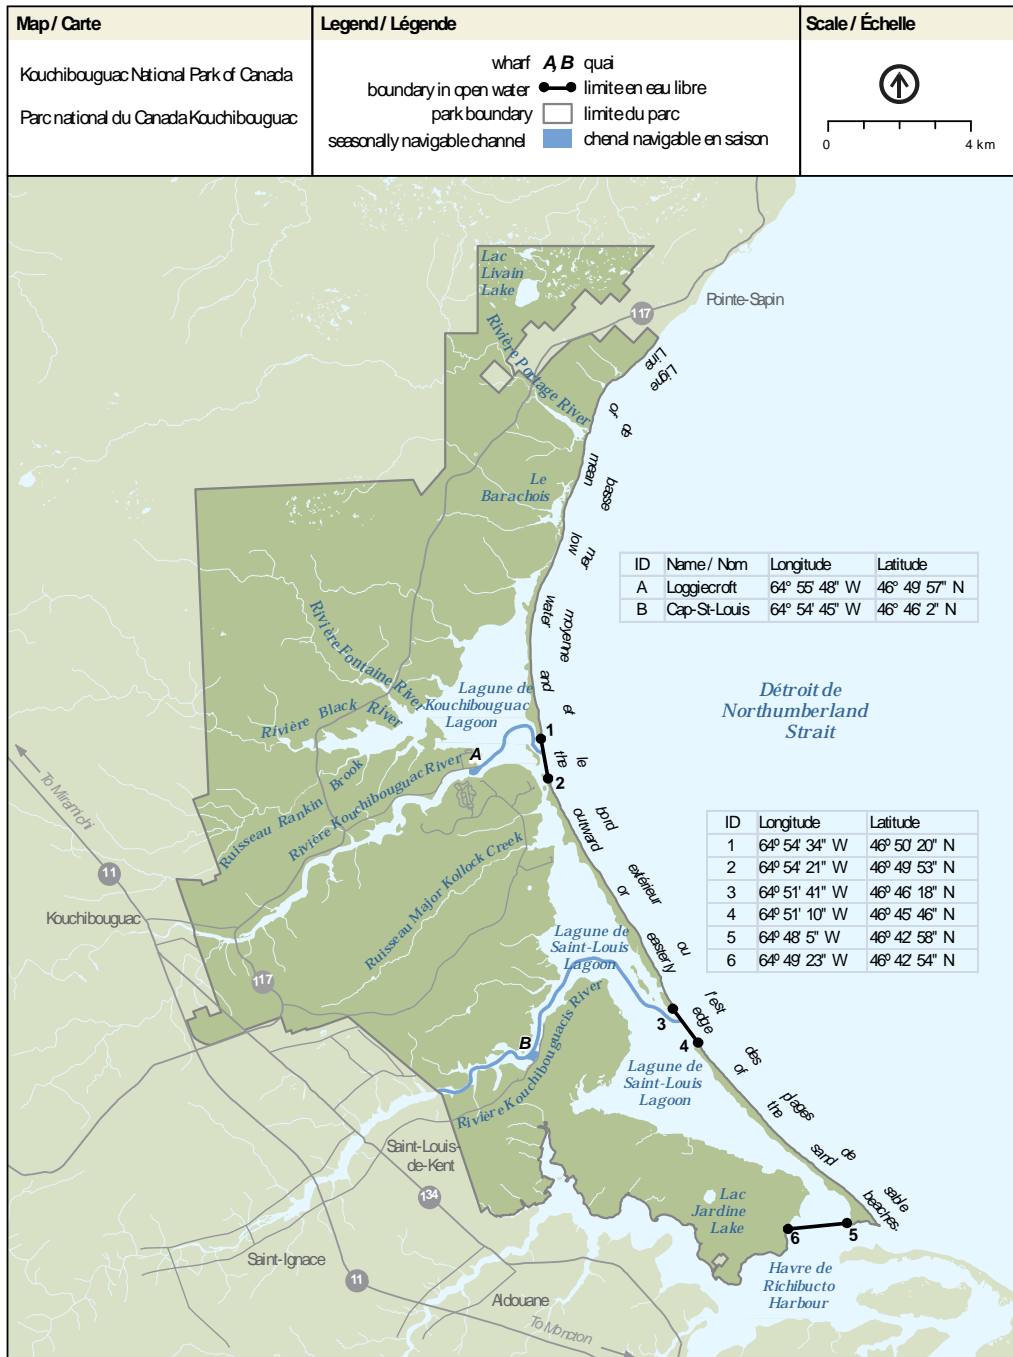 Map / Carte
Kouchibouguac National Park of Canada
Parc national du Canada Kouchibouguac
Legend / Légende
wharf A, B quai
boundary in open water limite en eau libre
park boundary limite du parc
seasonally navigable channel chenal navigable en saison
Scale / Échelle
0 4 km
Lac
Livain
Lake
Pointe-Sapin
117
Rivière Portage River
Ligne de basse mer moyenne et le bord extérieur ou l'est des plages de sable
Line of mean low water and the outward or easterly edge of the sand beaches.
Le
Barachois
ID Name / Nom Longitude Latitude
A Loggiecroft 64° 55' 48" W 46° 49' 57" N
B Cap-St-Louis 64° 54' 45" W 46° 46' 2" N
Rivière Fontaine River
Lagune de
Kouchibouguac
Lagoon
Rivière Black River
Détroit de
Northumberland
Strait
1
A
2
To Miramichi
Ruisseau Rankin Brook
Rivière Kouchibouguac River
ID Longitude Latitude
1 64° 54' 34" W 46° 50' 20" N
2 64° 54' 21" W 46° 49' 53" N
3 64° 51' 41" W 46° 46' 18" N
4 64° 51' 10" W 46° 45' 46" N
5 64° 48' 5" W 46° 42' 58" N
6 64° 49' 23" W 46° 42' 54" N
11
Kouchibouguac
Ruisseau Major Kollock Creek
Lagune de
Saint-Louis
Lagoon
117
3
4
B
Rivière Kouchibouguacis River
Lagune de
Saint-Louis
Lagoon
Saint-Louis-
de-Kent
134
Lac
Jardine
Lake
6
5
Saint-Ignace
11
Havre de
Richibucto
Harbour
Aldouane
To Moncton